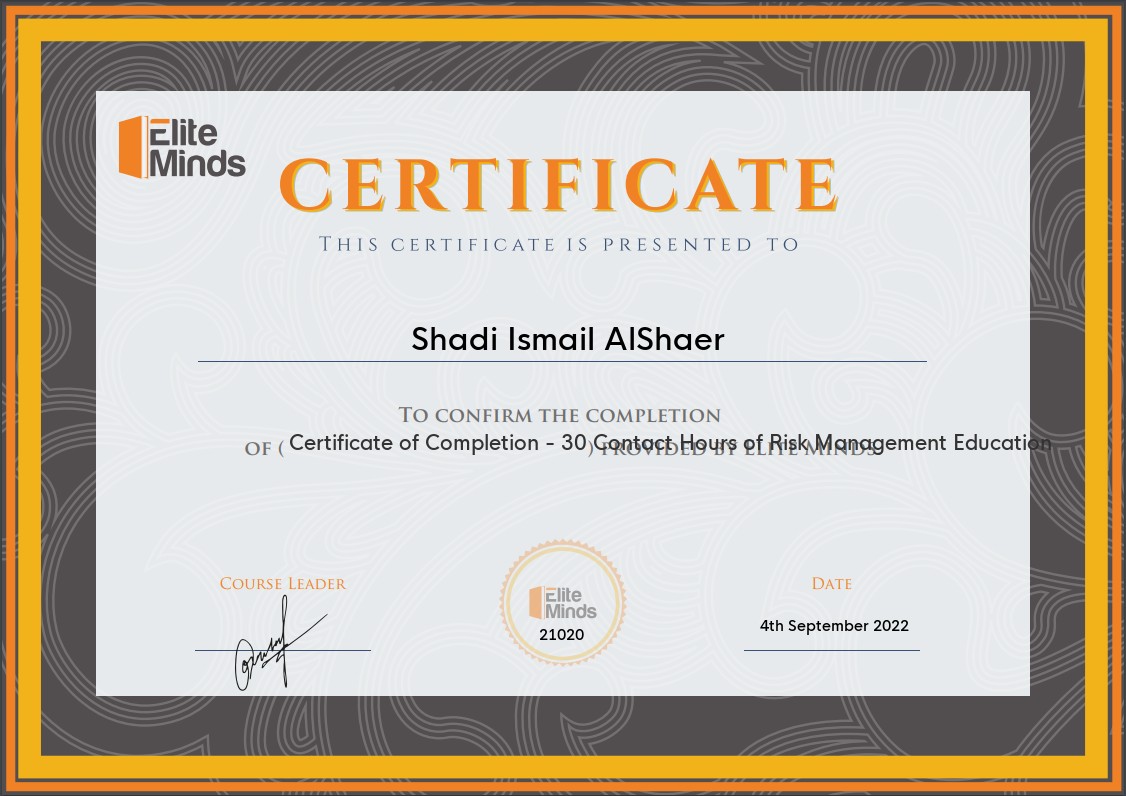 Elite
Minds
CERTIFICATE
THIS CERTIFICATE IS PRESENTED TO
Shadi Ismail AlShaer
TO CONFIRM THE COMPLETION
OF ( Certificate of Completion - 30 Contact Hours of Risk Management Education
) PROVIDED BY ELITE MINDS
COURSE LEADER
DATE
Elite
Minds
21020
4th September 2022